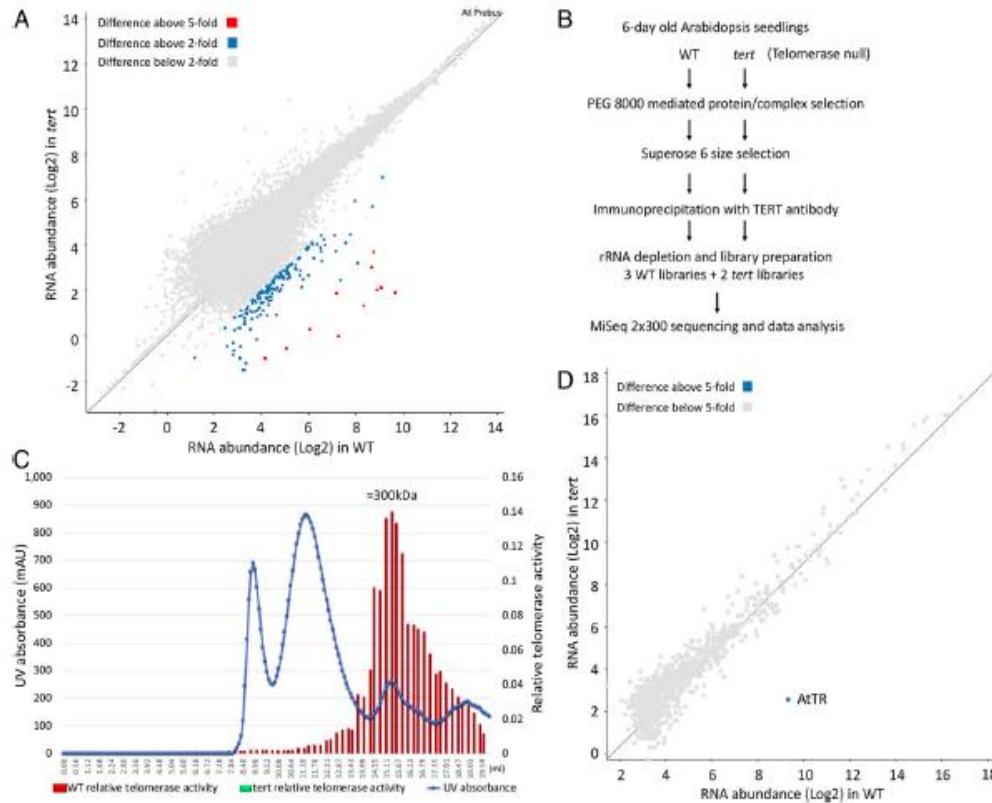 A
All Probes
Difference above 5-fold
Difference above 2-fold
Difference below 2-fold
RNA abundance (Log2) in tert
14
12
10
8
6
4
2
0
-2
-2 0 2 4 6 8 10 12 14
RNA abundance (Log2) in WT
B
6-day old Arabidopsis seedlings
WT tert (Telomerase null)
PEG 8000 mediated protein/complex selection
Superose 6 size selection
Immunoprecipitation with TERT antibody
rRNA depletion and library preparation
3 WT libraries + 2 tert libraries
MiSeq 2x300 sequencing and data analysis
C
≈300kDa
UV absorbance (mAU)
1,000
900
800
700
600
500
400
300
200
100
0
0.16
0.14
0.12
0.1
0.08
0.06
0.04
0.02
0
Relative telomerase activity
(ml)
WT relative telomerase activity tert relative telomerase activity UV absorbance
D
Difference above 5-fold
Difference below 5-fold
RNA abundance (Log2) in tert
18
16
14
12
10
8
6
4
2
0
AtTR
2 4 6 8 10 12 14 16 18
RNA abundance (Log2) in WT